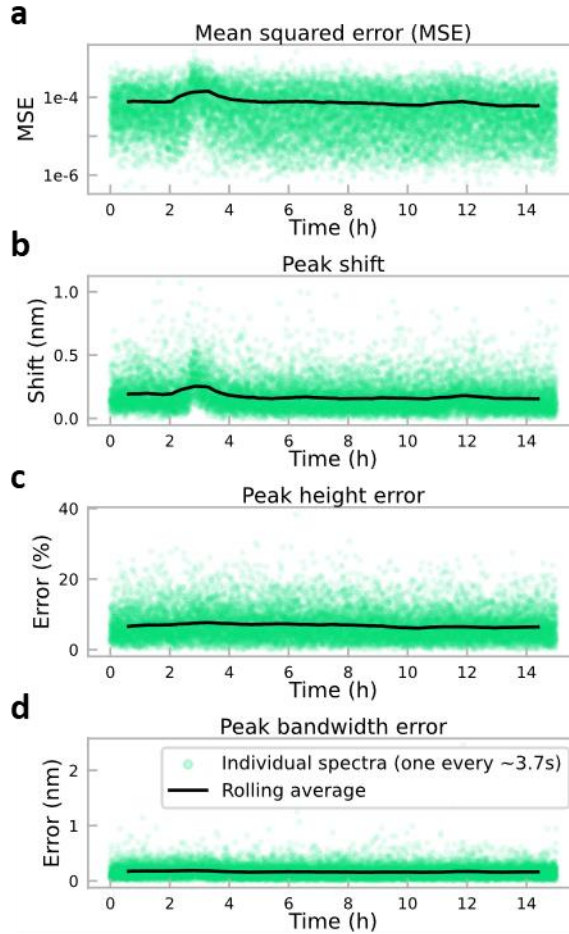 a
Mean squared error (MSE)
MSE
1e-4
1e-6
0 2 4 6 8 10 12 14
Time (h)
b
Peak shift
Shift (nm)
1.0
0.5
0.0
0 2 4 6 8 10 12 14
Time (h)
c
Peak height error
Error (%)
40
20
0
0 2 4 6 8 10 12 14
Time (h)
d
Peak bandwidth error
Error (nm)
2
1
0
Individual spectra (one every ~3.7s)
Rolling average
0 2 4 6 8 10 12 14
Time (h)